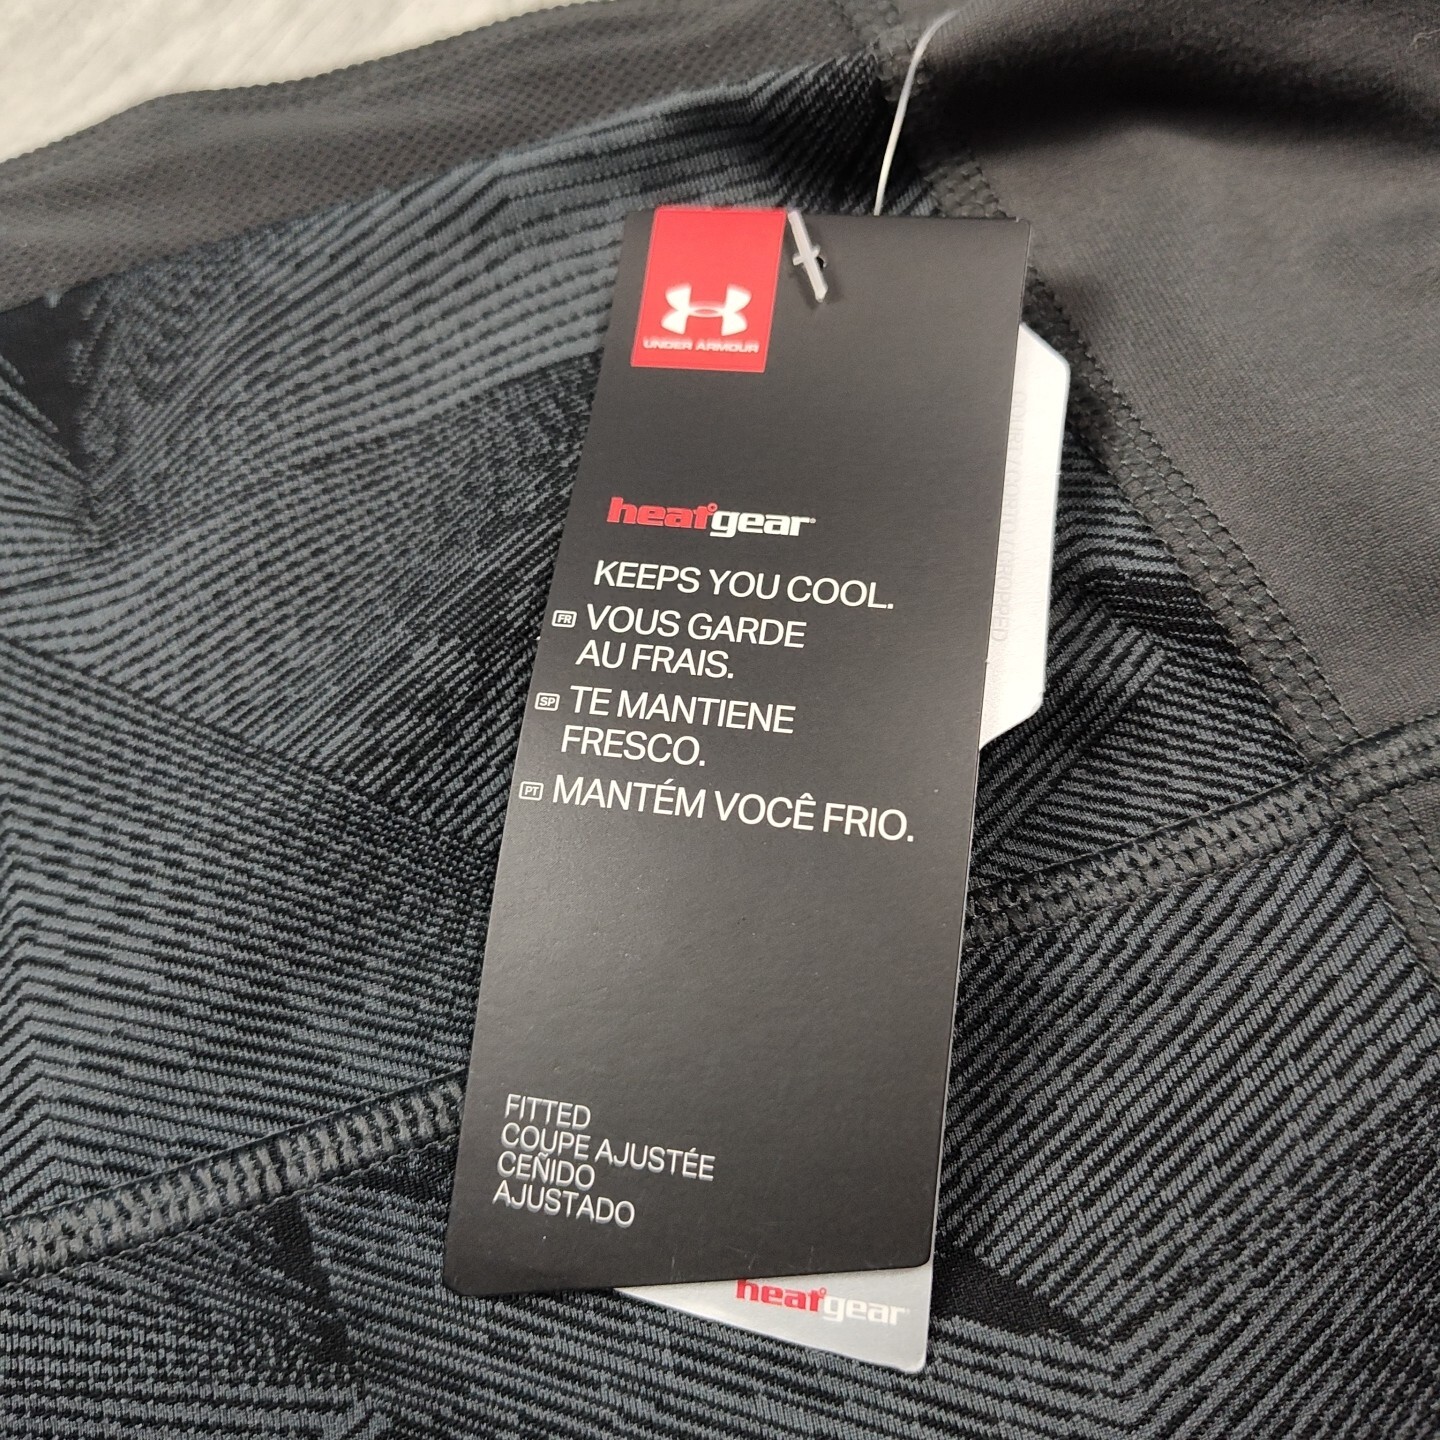 UNDER ARMOUR
heatgear
KEEPS YOU COOL.
FR VOUS GARDE
AU FRAIS.
SP TE MANTIENE
FRESCO.
PT MANTÉM VOCÊ FRIO.
FITTED
COUPE AJUSTÉE
CEÑIDO
AJUSTADO
heatgear